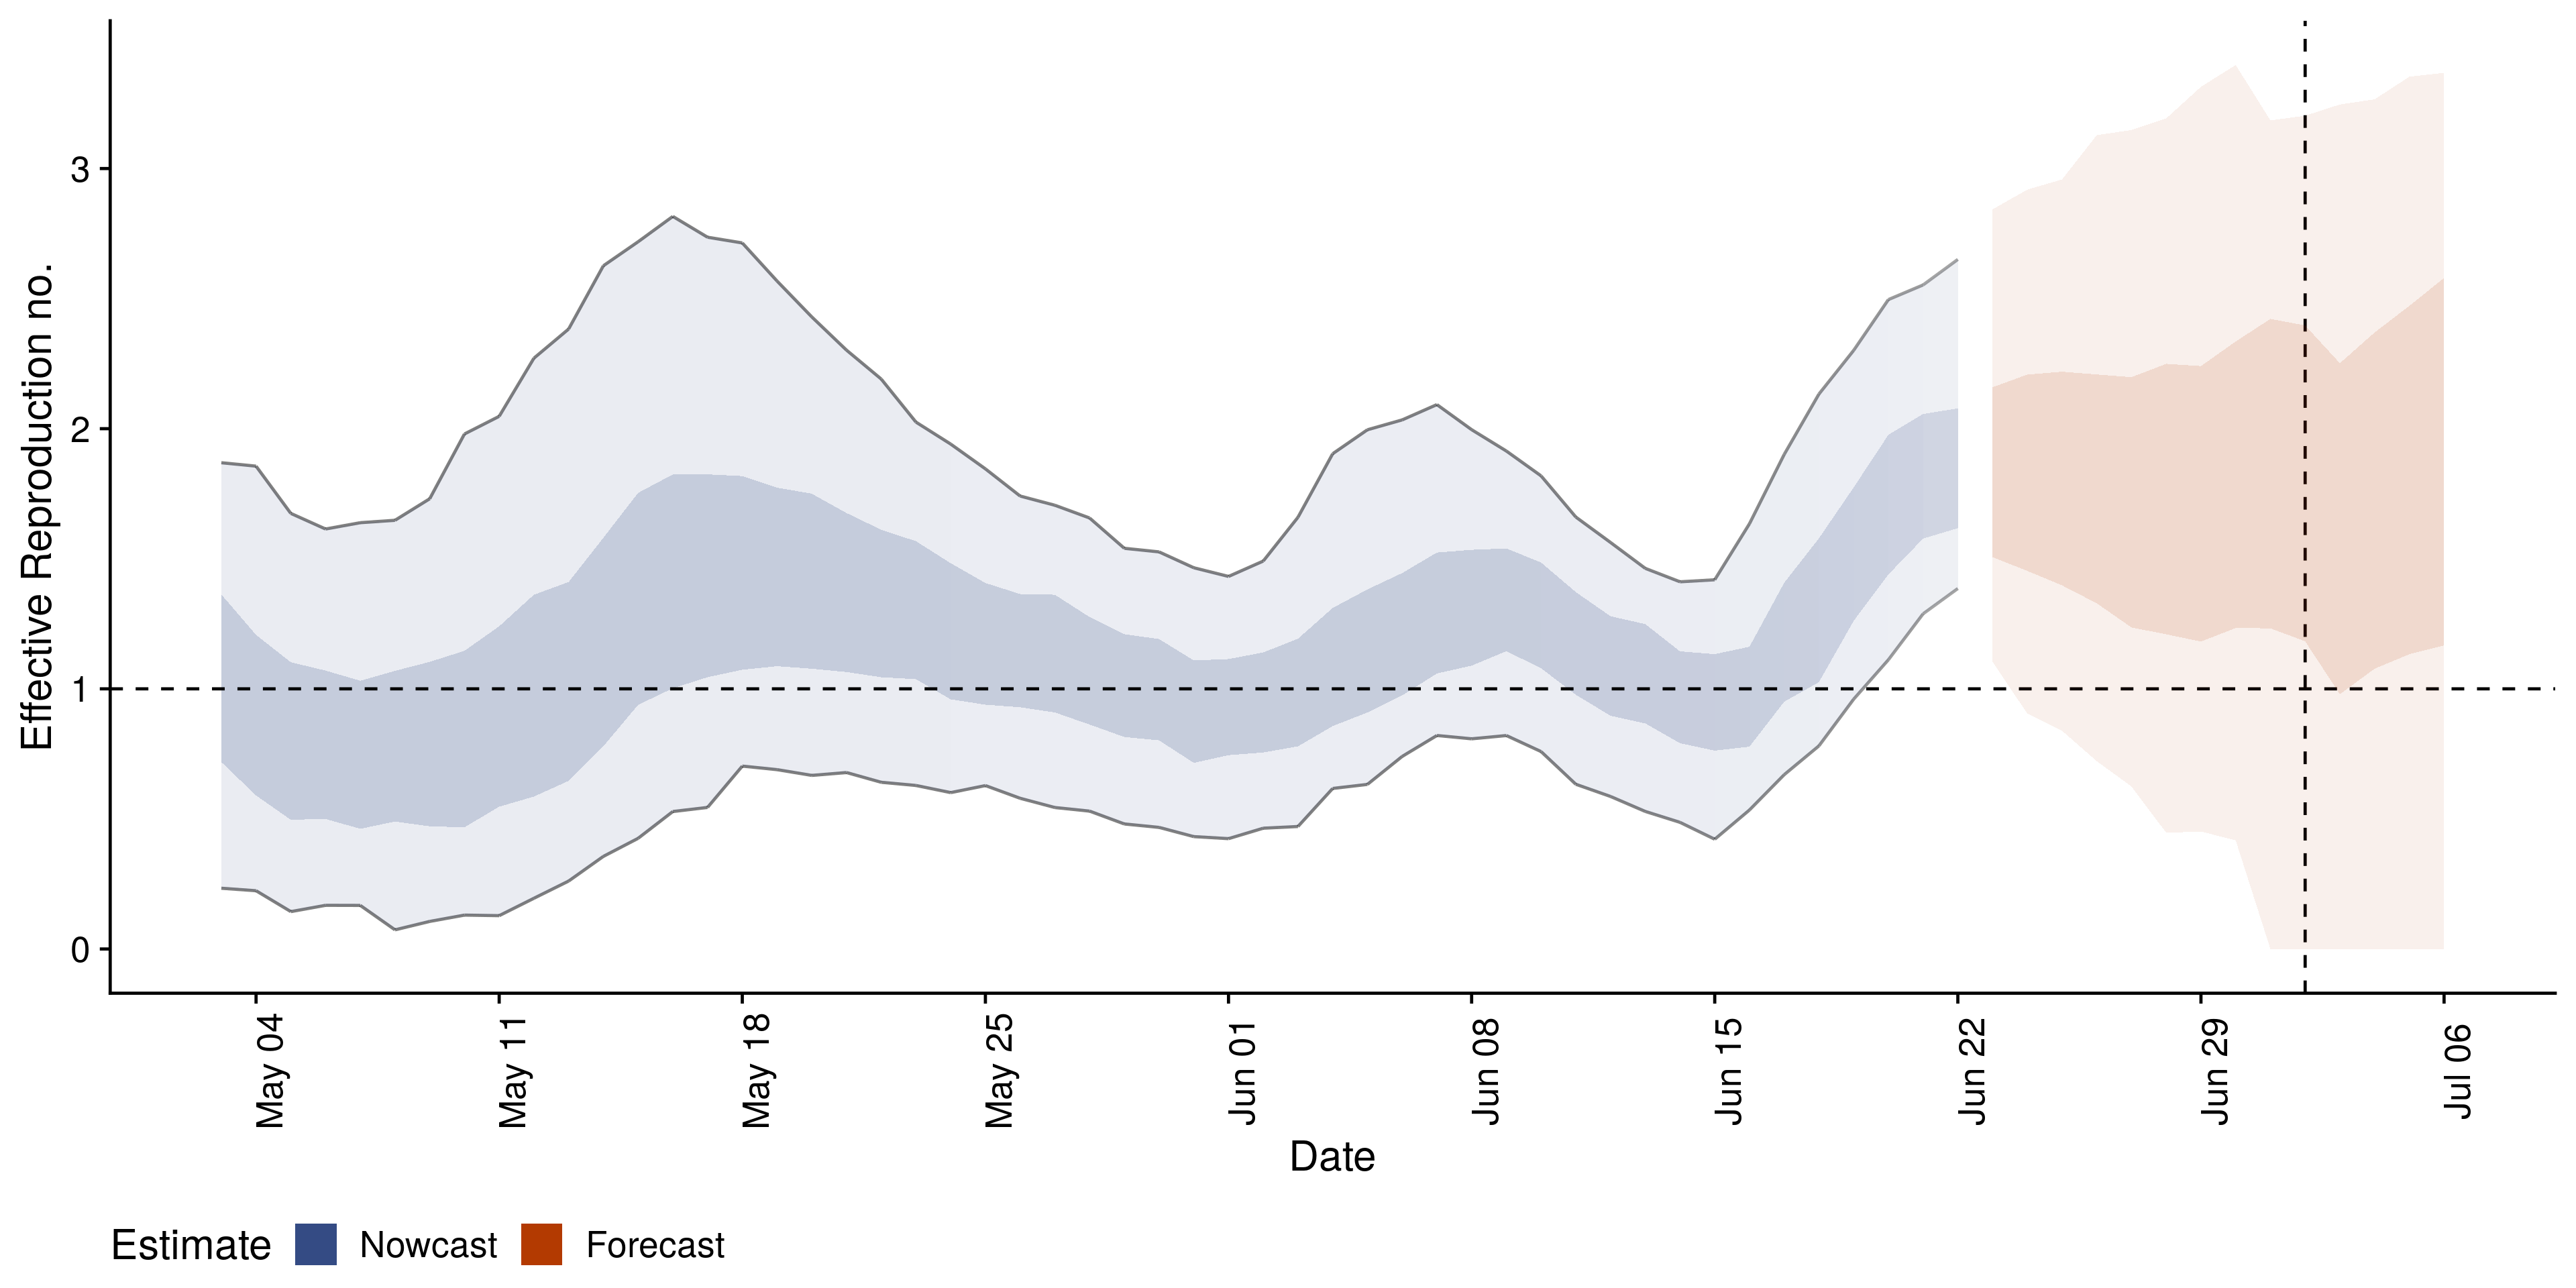 Effective Reproduction no.
3
2
1
0
May 04
May 11
May 18
May 25
Jun 01
Jun 08
Jun 15
Jun 22
Jun 29
Jul 06
Date
Estimate Nowcast Forecast